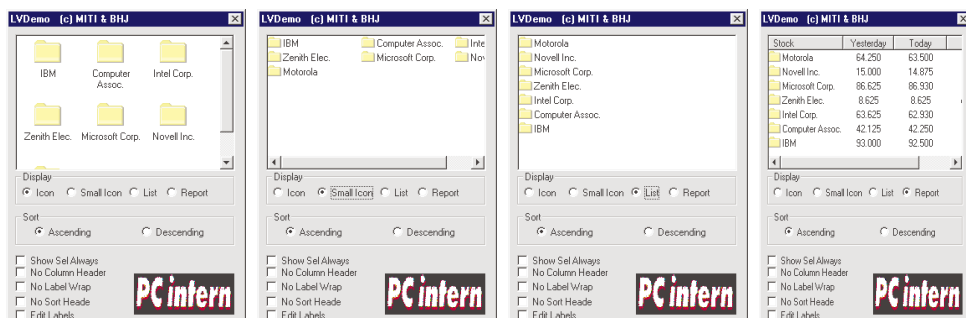 LVDemo (c) MITI & BHJ
IBM
Computer Assoc.
Intel Corp.
Zenith Elec.
Microsoft Corp.
Novell Inc.
Display
Icon Small Icon List Report
Sort
Ascending Descending
Show Sel Always
No Column Header
No Label Wrap
No Sort Heade
Edit Labels
PC intern
LVDemo (c) MITI & BHJ
IBM Computer Assoc. Inte
Zenith Elec. Microsoft Corp. Nov
Motorola
Display
Icon Small Icon List Report
Sort
Ascending Descending
Show Sel Always
No Column Header
No Label Wrap
No Sort Heade
Edit Labels
PC intern
LVDemo (c) MITI & BHJ
Motorola
Novell Inc.
Microsoft Corp.
Zenith Elec.
Intel Corp.
Computer Assoc.
IBM
Display
Icon Small Icon List Report
Sort
Ascending Descending
Show Sel Always
No Column Header
No Label Wrap
No Sort Heade
Edit Labels
PC intern
LVDemo (c) MITI & BHJ
Stock Yesterday Today
Motorola 64.250 63.500
Novell Inc. 15.000 14.875
Microsoft Corp. 86.625 86.930
Zenith Elec. 8.625 8.625
Intel Corp. 63.625 62.930
Computer Assoc. 42.125 42.250
IBM 93.000 92.500
Display
Icon Small Icon List Report
Sort
Ascending Descending
Show Sel Always
No Column Header
No Label Wrap
No Sort Heade
Edit Labels
PC intern